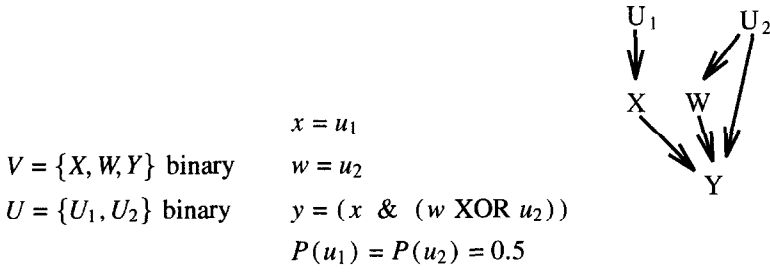 U₁ U₂
X W
Y
x = u₁
V = {X, W, Y} binary w = u₂
U = {U₁, U₂} binary y = (x & (w XOR u₂))
P(u₁) = P(u₂) = 0.5